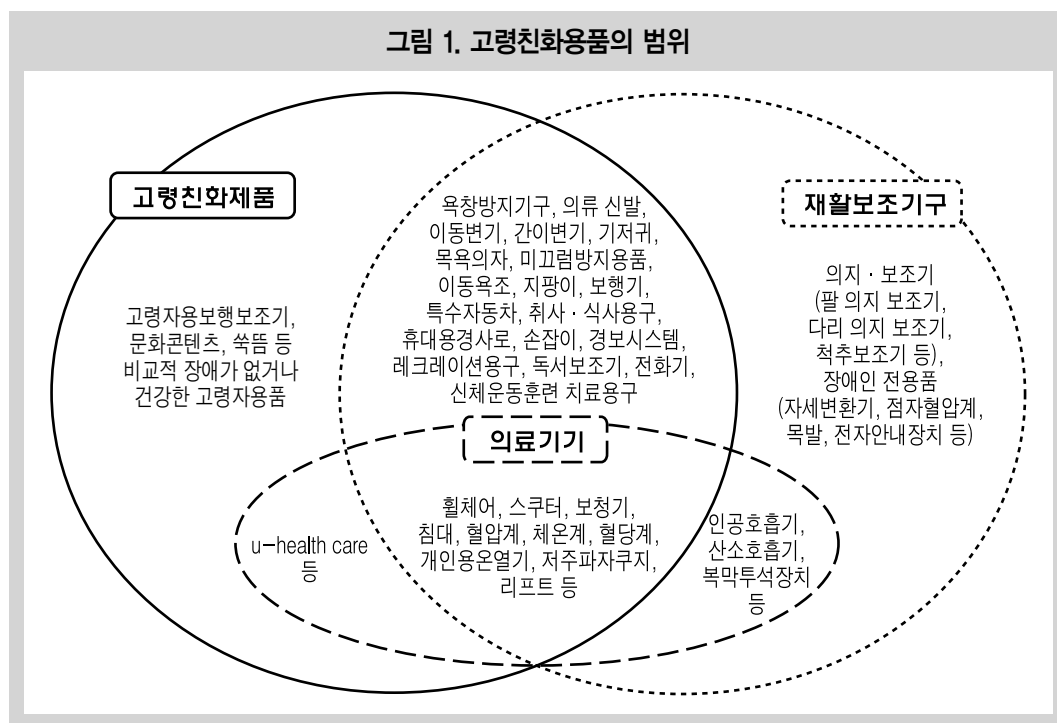 그림 1. 고령친화용품의 범위
고령친화제품
고령자용보행보조기,
문화콘텐츠, 쑥뜸 등
비교적 장애가 없거나
건강한 고령자용품
욕창방지기구, 의류 신발,
이동변기, 간이변기, 기저귀,
목욕의자, 미끄럼방지용품,
이동욕조, 지팡이, 보행기,
특수자동차, 취사 · 식사용구,
휴대용경사로, 손잡이, 경보시스템,
레크레이션용구, 독서보조기, 전화기,
신체운동훈련 치료용구
재활보조기구
의지 · 보조기
(팔 의지 보조기,
다리 의지 보조기,
척추보조기 등),
장애인 전용품
(자세변환기, 점자혈압계,
목발, 전자안내장치 등)
의료기기
u-health care
등
휠체어, 스쿠터, 보청기,
침대, 혈압계, 체온계, 혈당계,
개인용온열기, 저주파자쿠지,
리프트 등
인공호흡기,
산소호흡기,
복막투석장치
등